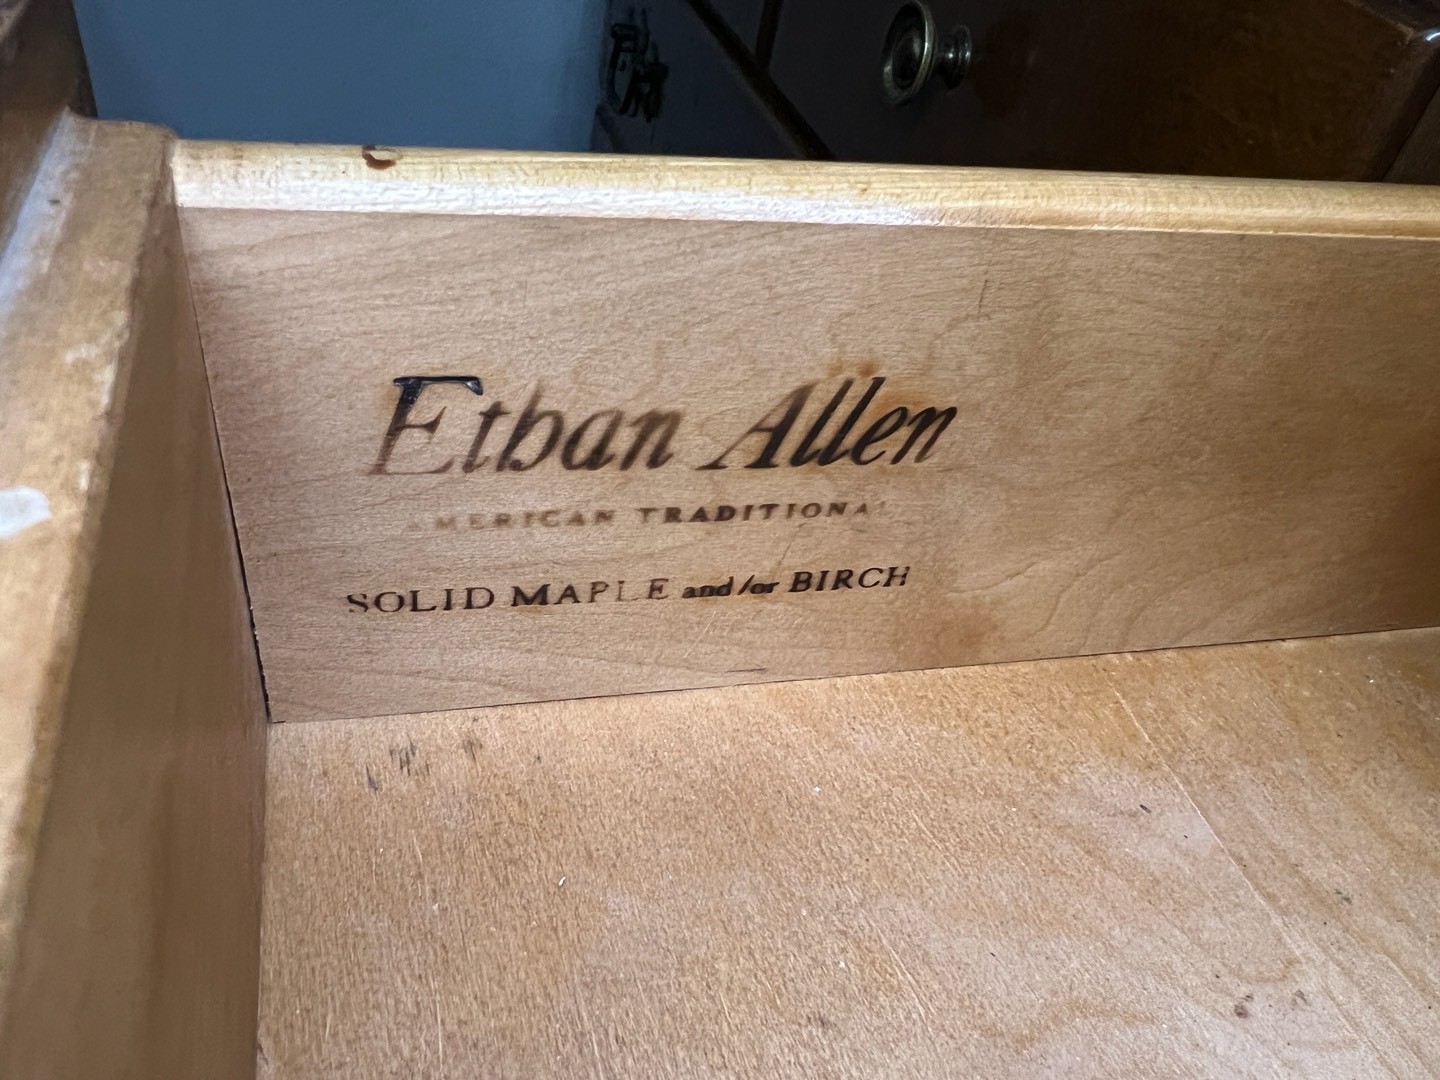 Ethan Allen
AMERICAN TRADITIONAL
SOLID MAPLE and/or BIRCH